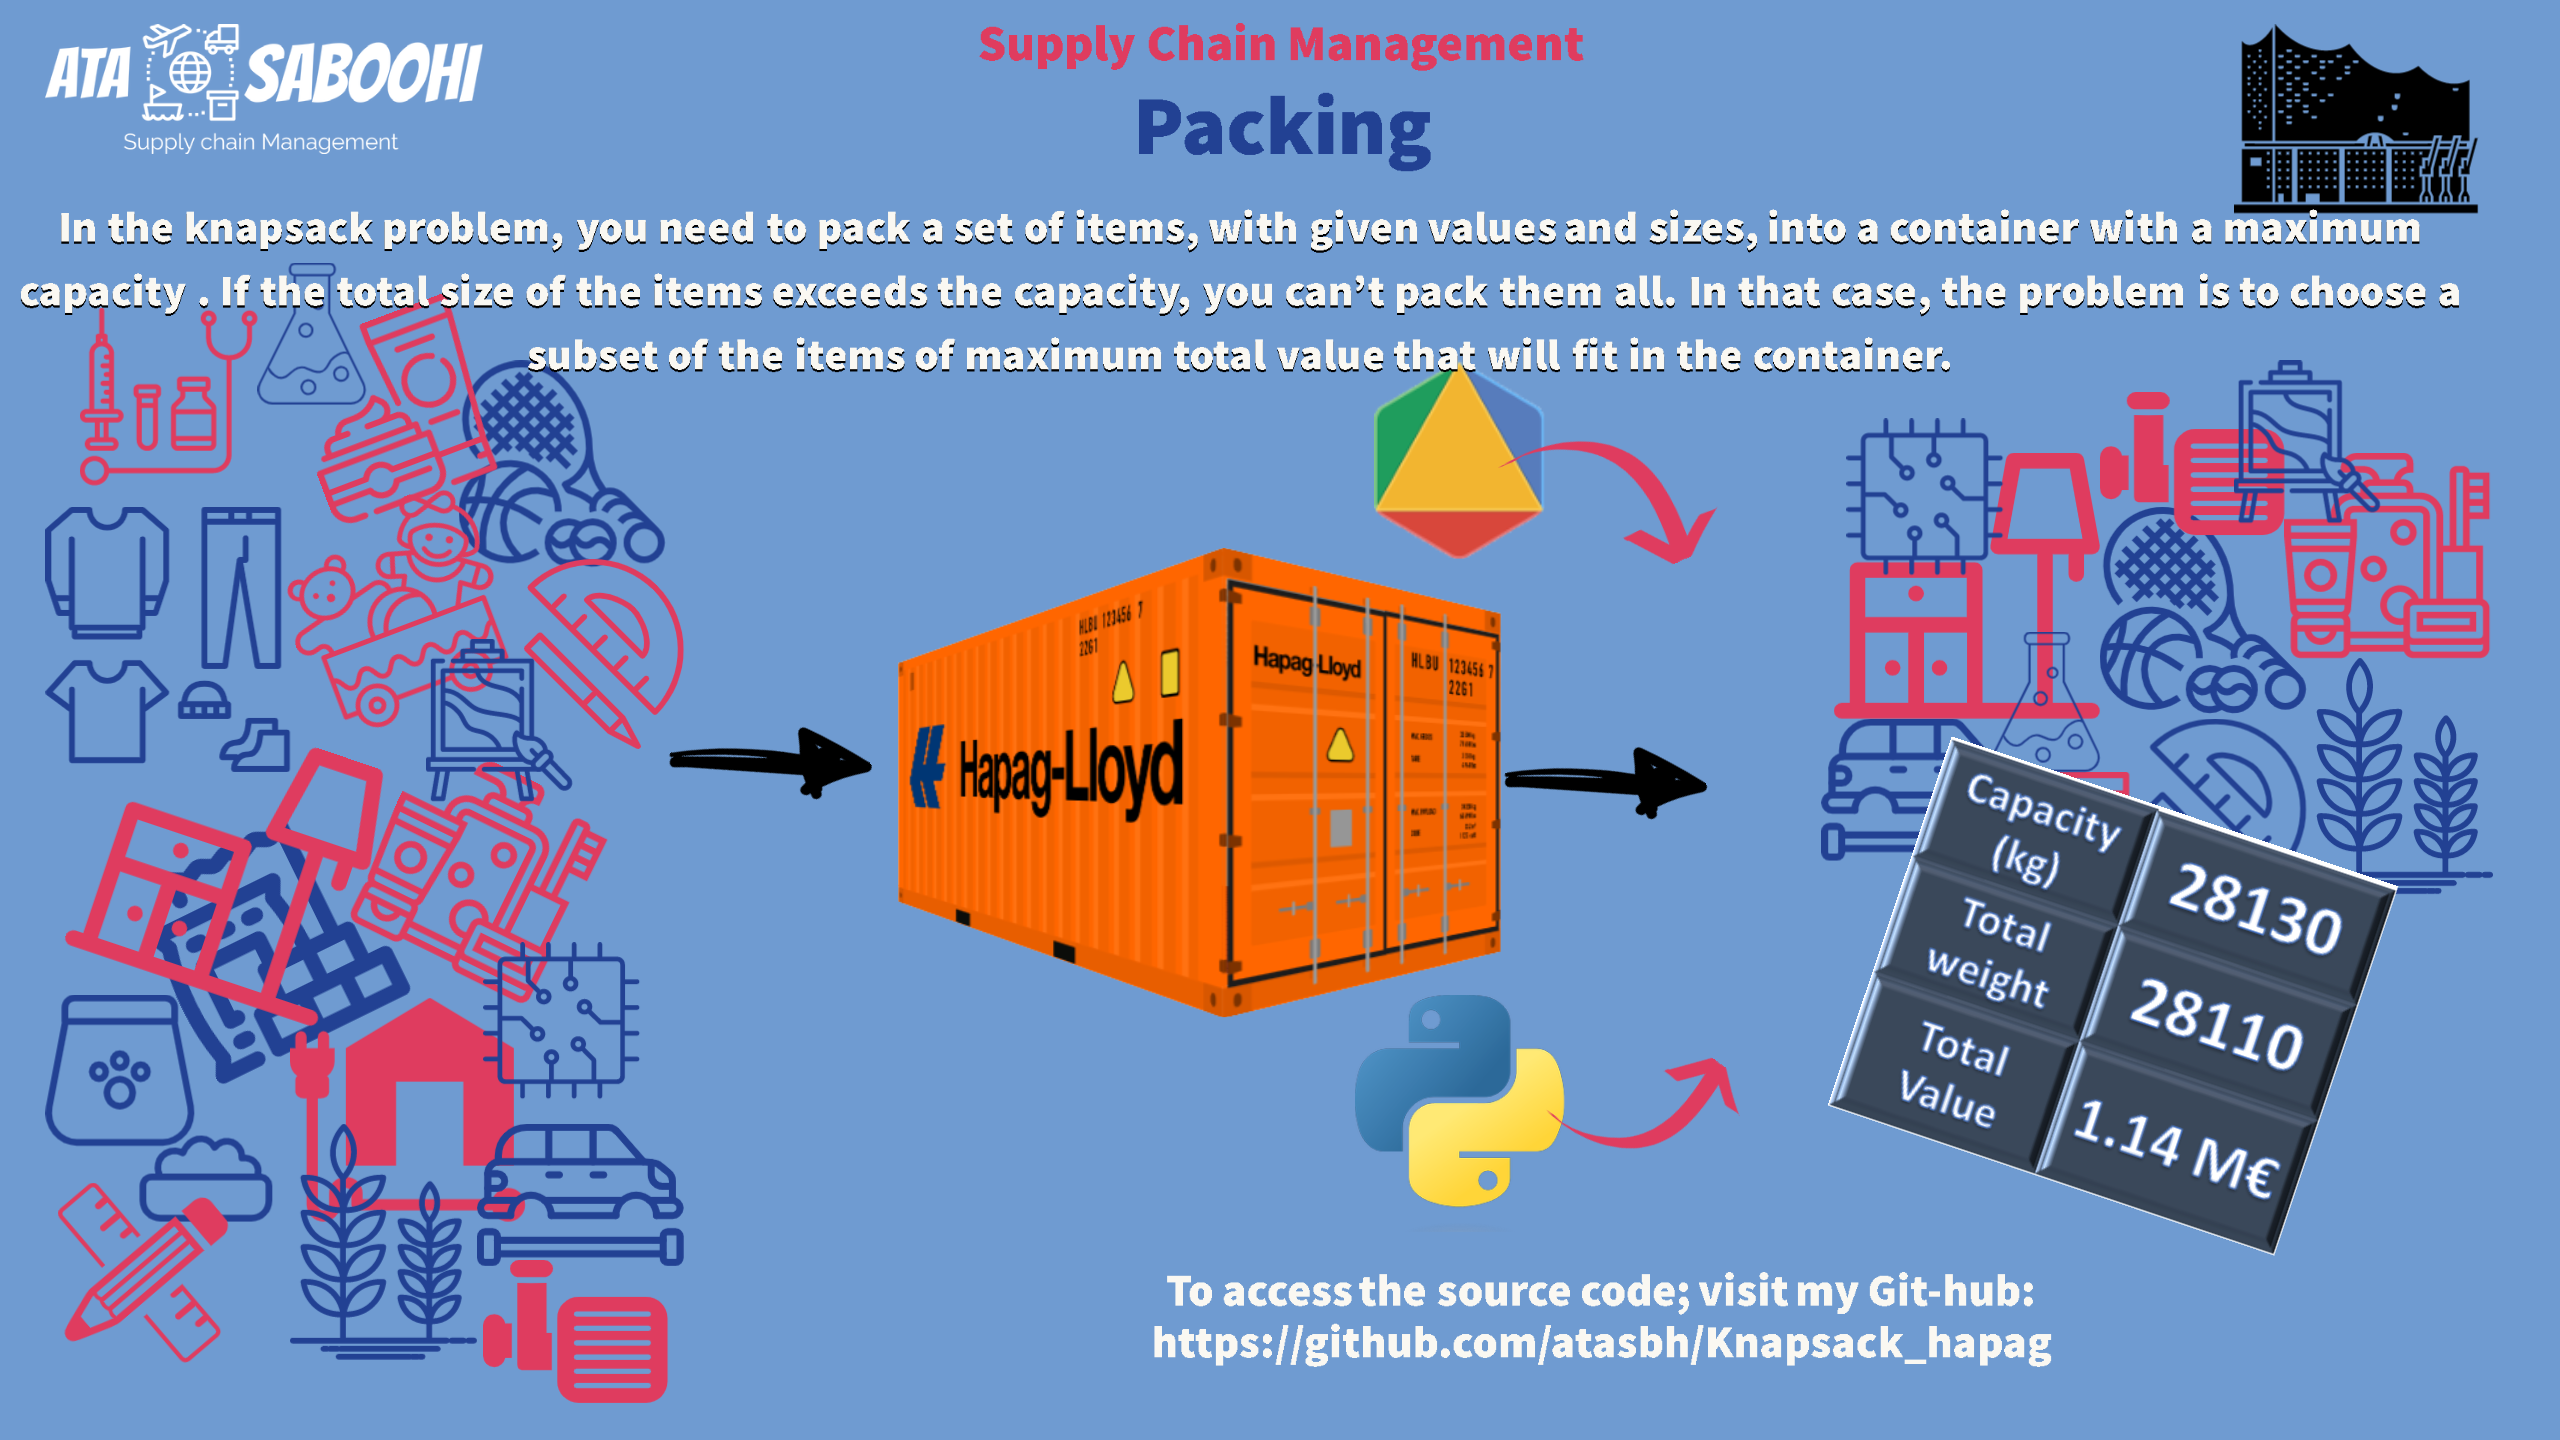 ATA SABOOHI
Supply chain Management
Supply Chain Management
Packing
In the knapsack problem, you need to pack a set of items, with given values and sizes, into a container with a maximum
capacity . If the total size of the items exceeds the capacity, you can't pack them all. In that case, the problem is to choose a
subset of the items of maximum total value that will fit in the container.
HLBU 123456 7
22G1
Hapag-Lloyd
Hapag-Lloyd
HLBU 123456 7
22G1
Capacity
(kg)
28130
Total
weight
28110
Total
Value
1.14 M€
To access the source code; visit my Git-hub:
https://github.com/atasbh/Knapsack_hapag